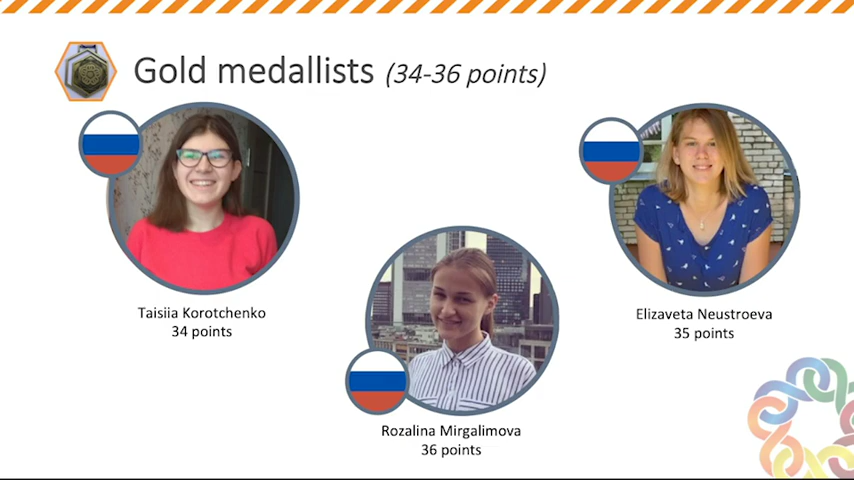 Gold medallists (34-36 points)
Taisiia Korotchenko
34 points
Elizaveta Neustroeva
35 points
Rozalina Mirgalimova
36 points